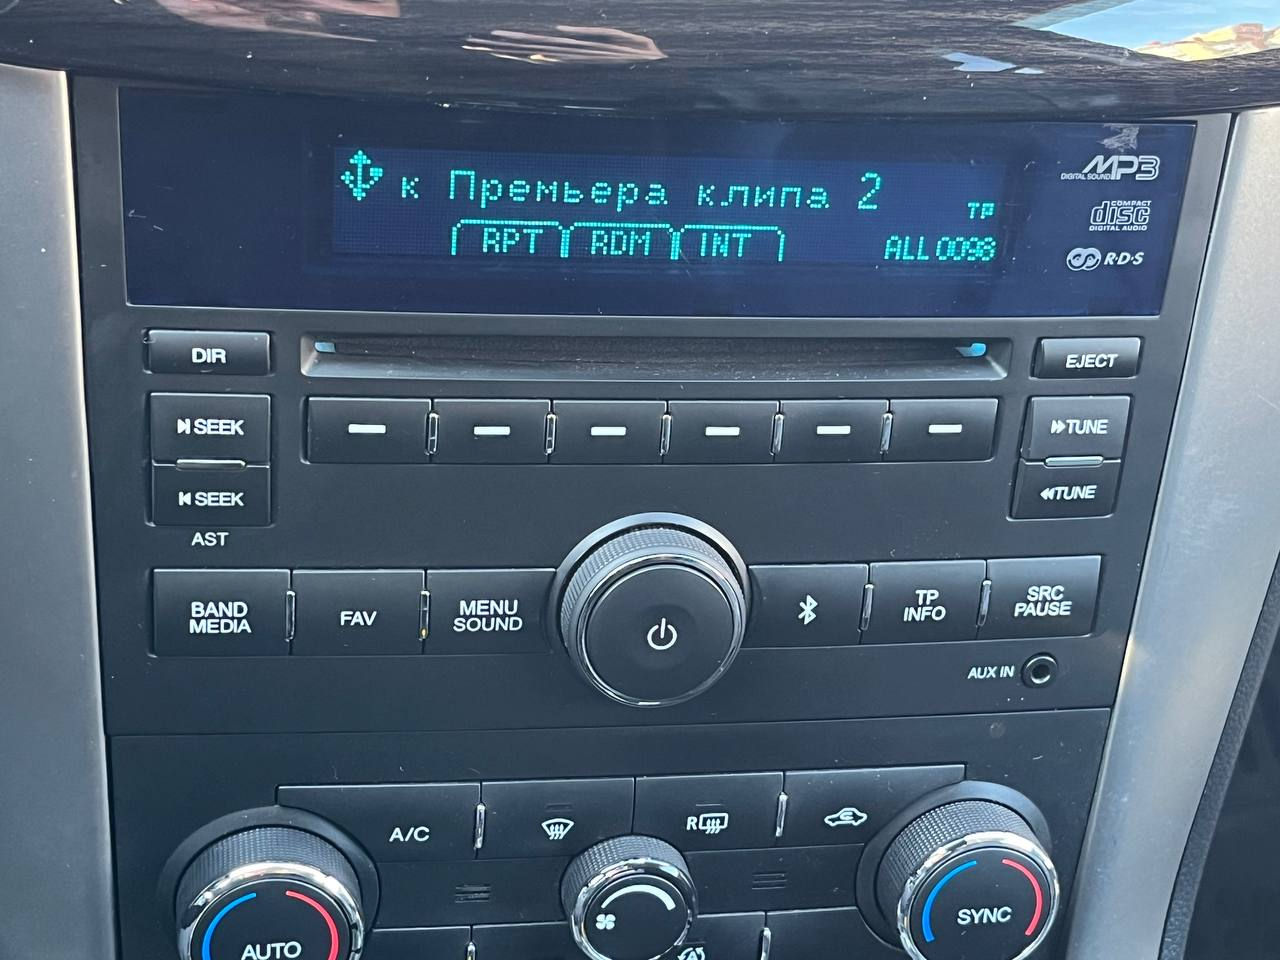 к Премьера клипа 2
TP
RPT RDM INT ALL 0098
MP3
DIGITAL SOUND
COMPACT
disc
DIGITAL AUDIO
R·D·S
DIR
EJECT
SEEK
TUNE
SEEK
TUNE
AST
BAND
MEDIA
FAV
MENU
SOUND
TP
INFO
SRC
PAUSE
AUX IN
A/C
R
AUTO
SYNC
A